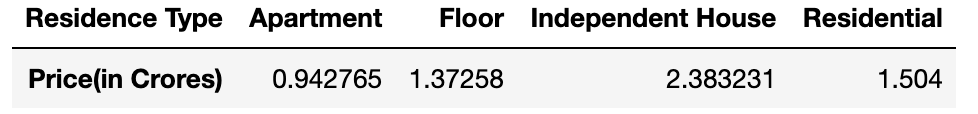 Residence Type Apartment Floor Independent House Residential
Price(in Crores) 0.942765 1.37258 2.383231 1.504